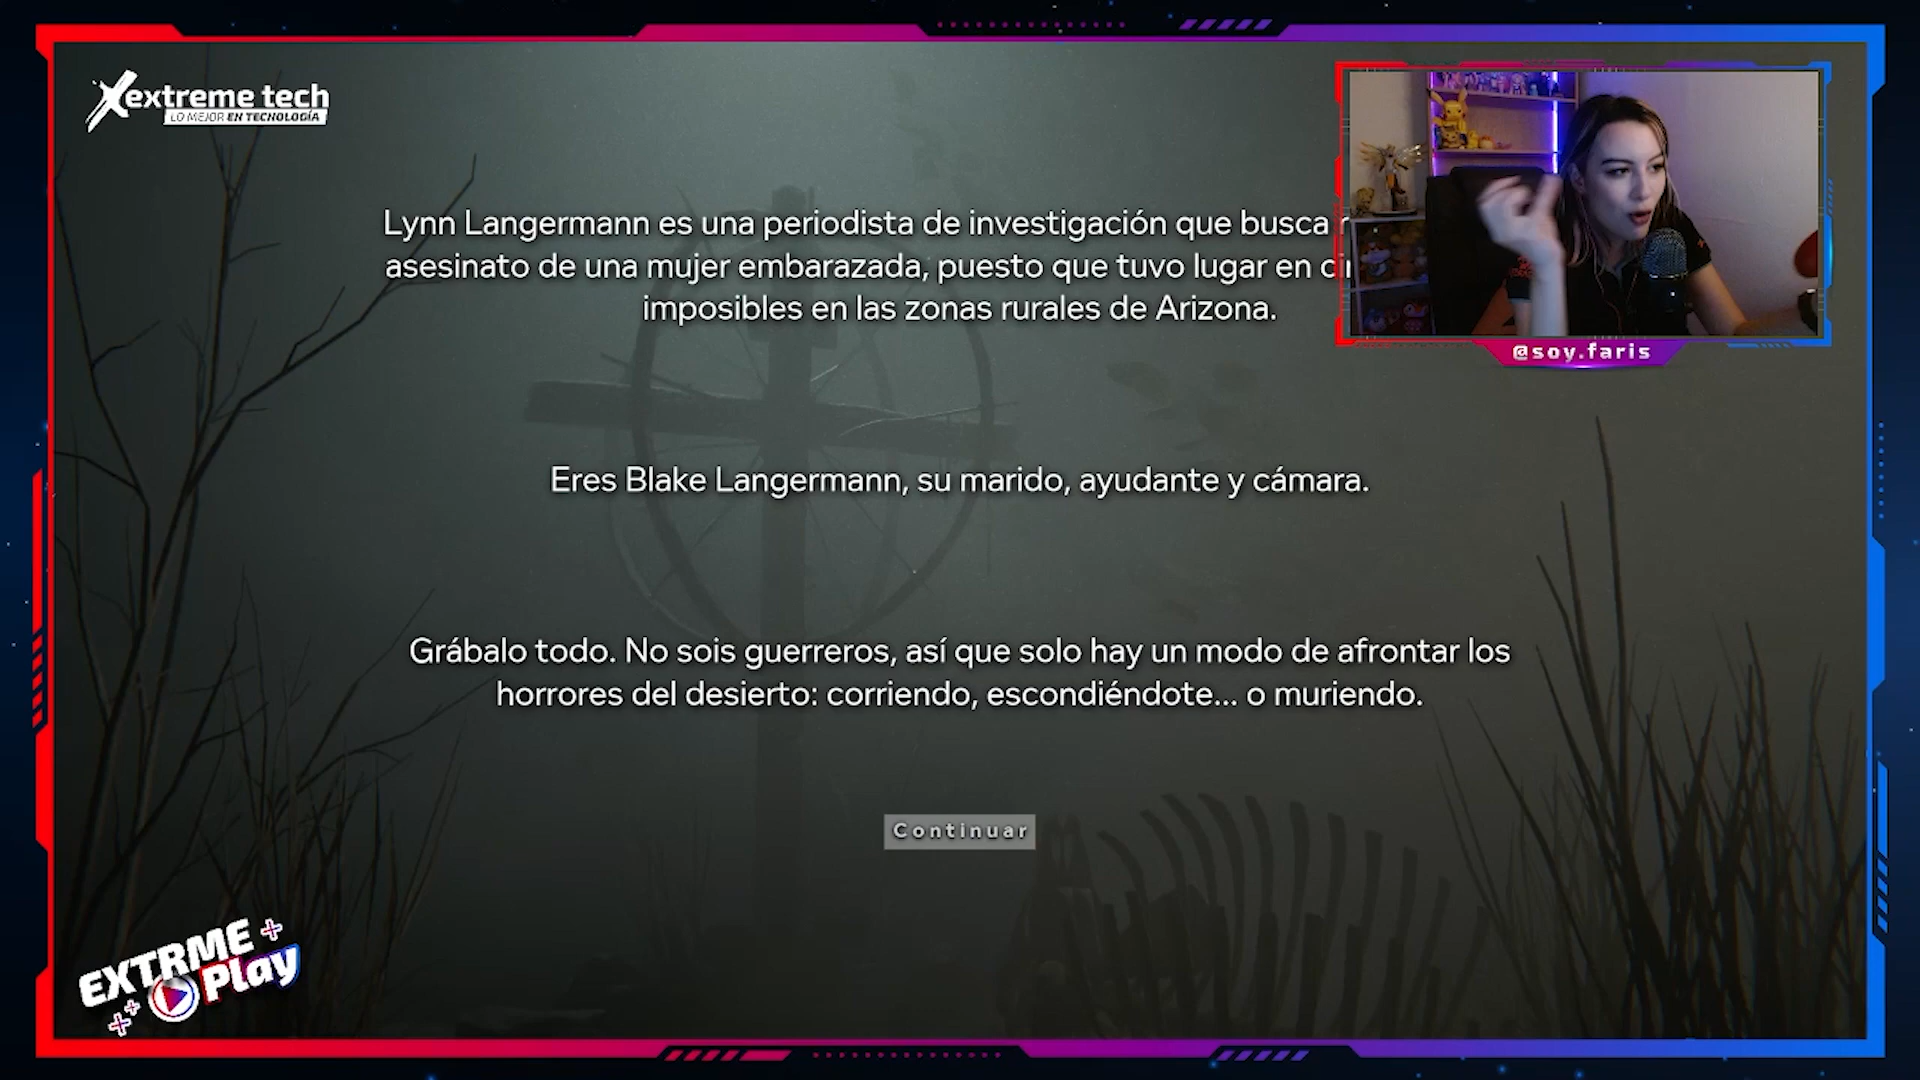 extreme tech
LO MEJOR EN TECNOLOGÍA
Lynn Langermann es una periodista de investigación que busca
asesinato de una mujer embarazada, puesto que tuvo lugar en
imposibles en las zonas rurales de Arizona.
@soy.faris
Eres Blake Langermann, su marido, ayudante y cámara.
Grábalo todo. No sois guerreros, así que solo hay un modo de afrontar los
horrores del desierto: corriendo, escondiéndote... o muriendo.
Continuar
EXTRME
Play